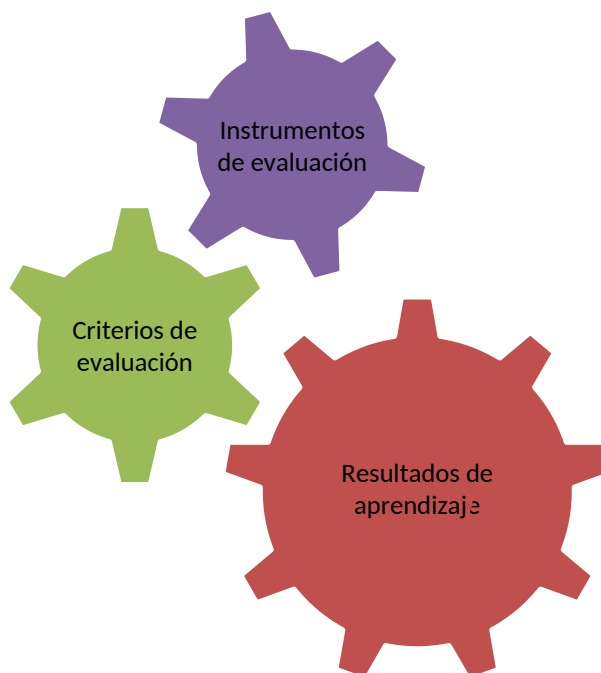 Instrumentos
de evaluación
Criterios de
evaluación
Resultados de
aprendizaje